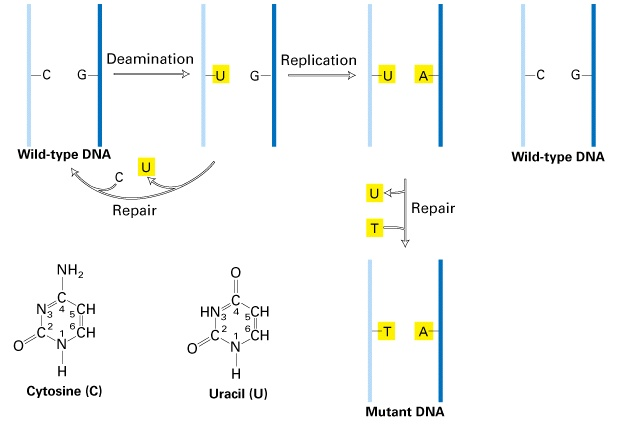 C G Deamination U G Replication U A C G
Wild-type DNA
Wild-type DNA
C U
Repair
U
T
Repair
NH2
C
N 3 4 5 CH
C 2 1 6 CH
O N
H
Cytosine (C)
O
C
HN 3 4 5 CH
C 2 1 6 CH
O N
H
Uracil (U)
T A
Mutant DNA